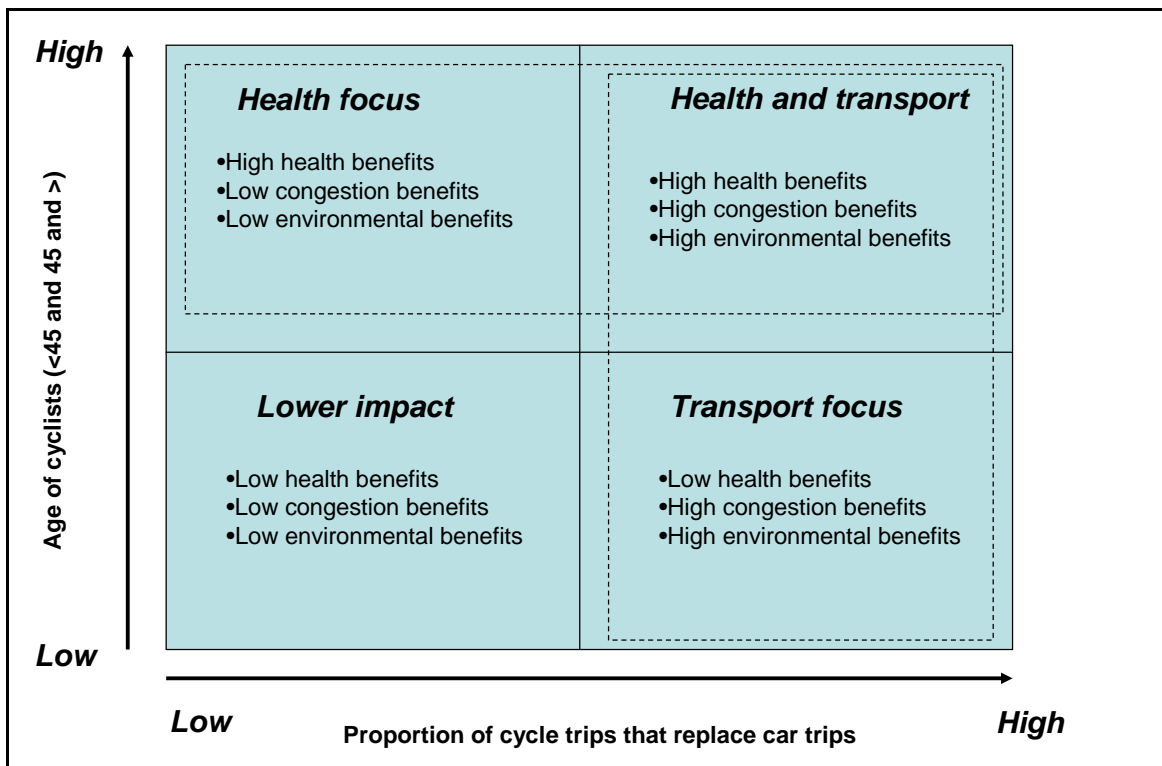 High
Age of cyclists (<45 and 45 and >)
Low
Health focus
•High health benefits
•Low congestion benefits
•Low environmental benefits
Health and transport
•High health benefits
•High congestion benefits
•High environmental benefits
Lower impact
•Low health benefits
•Low congestion benefits
•Low environmental benefits
Transport focus
•Low health benefits
•High congestion benefits
•High environmental benefits
Low
Proportion of cycle trips that replace car trips
High